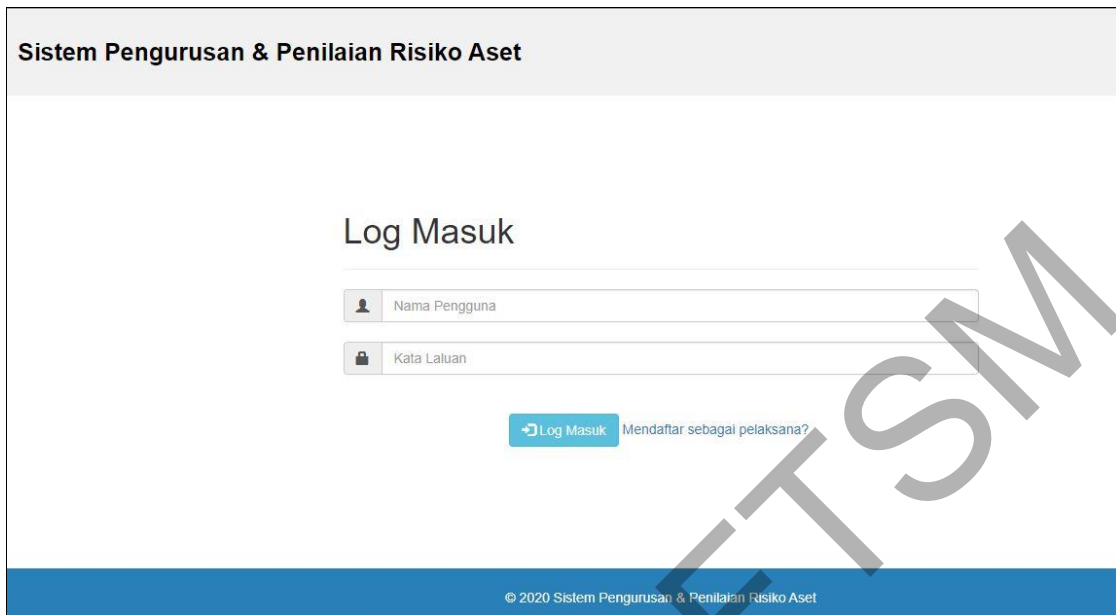 Sistem Pengurusan & Penilaian Risiko Aset
Log Masuk
Nama Pengguna
Kata Laluan
Log Masuk Mendaftar sebagai pelaksana?
© 2020 Sistem Pengurusan & Penilaian Risiko Aset
ETSM